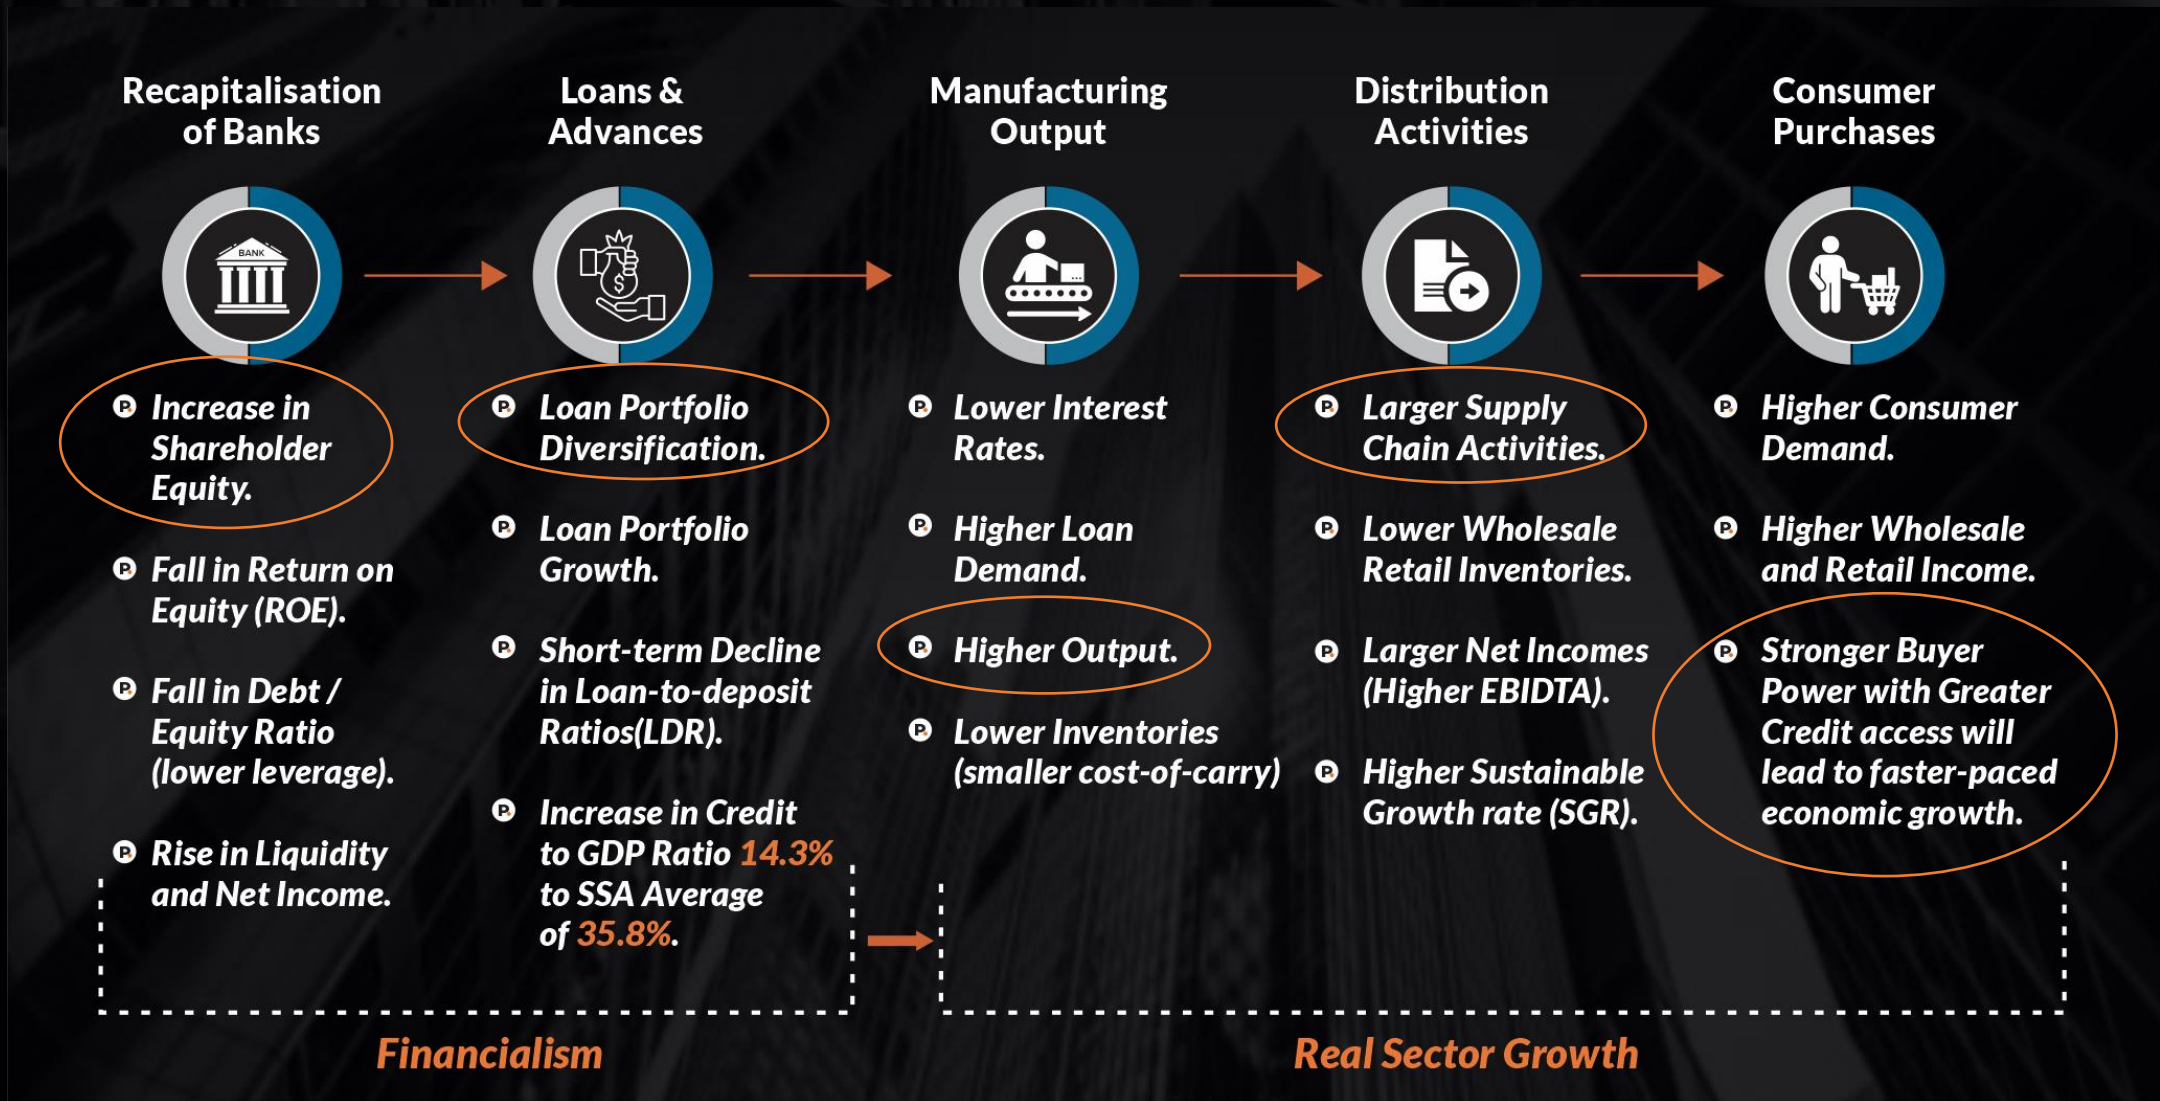 Recapitalisation
of Banks
BANK
Increase in
Shareholder
Equity.
Fall in Return on
Equity (ROE).
Fall in Debt /
Equity Ratio
(lower leverage).
Rise in Liquidity
and Net Income.
Loans &
Advances
$
Loan Portfolio
Diversification.
Loan Portfolio
Growth.
Short-term Decline
in Loan-to-deposit
Ratios(LDR).
Increase in Credit
to GDP Ratio 14.3%
to SSA Average
of 35.8%.
Manufacturing
Output
Lower Interest
Rates.
Higher Loan
Demand.
Higher Output.
Lower Inventories
(smaller cost-of-carry)
Distribution
Activities
Larger Supply
Chain Activities.
Lower Wholesale
Retail Inventories.
Larger Net Incomes
(Higher EBIDTA).
Higher Sustainable
Growth rate (SGR).
Consumer
Purchases
Higher Consumer
Demand.
Higher Wholesale
and Retail Income.
Stronger Buyer
Power with Greater
Credit access will
lead to faster-paced
economic growth.
Financialism
Real Sector Growth